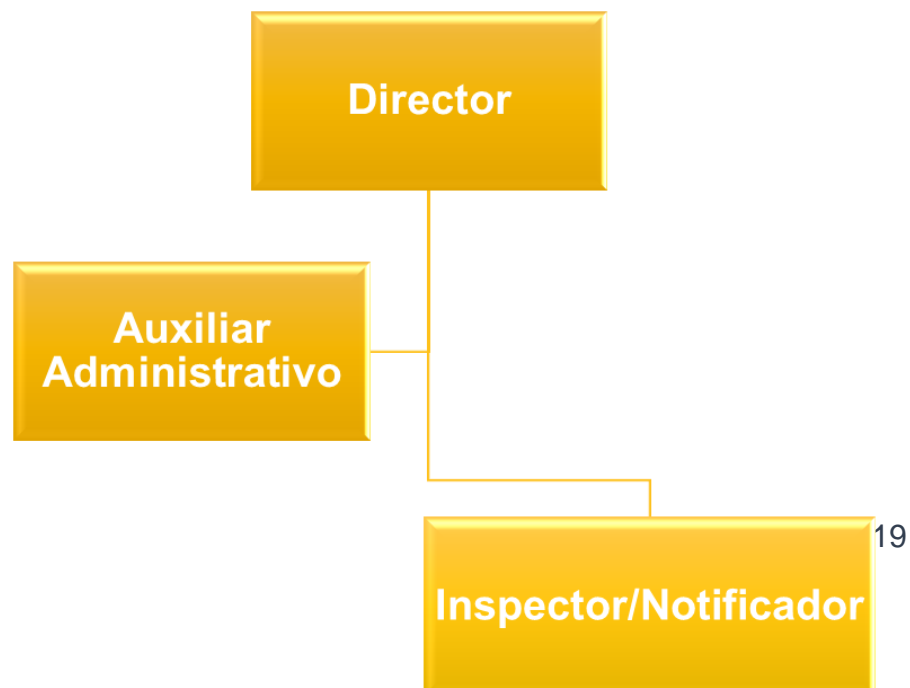 Director
Auxiliar
Administrativo
19
Inspector/Notificador